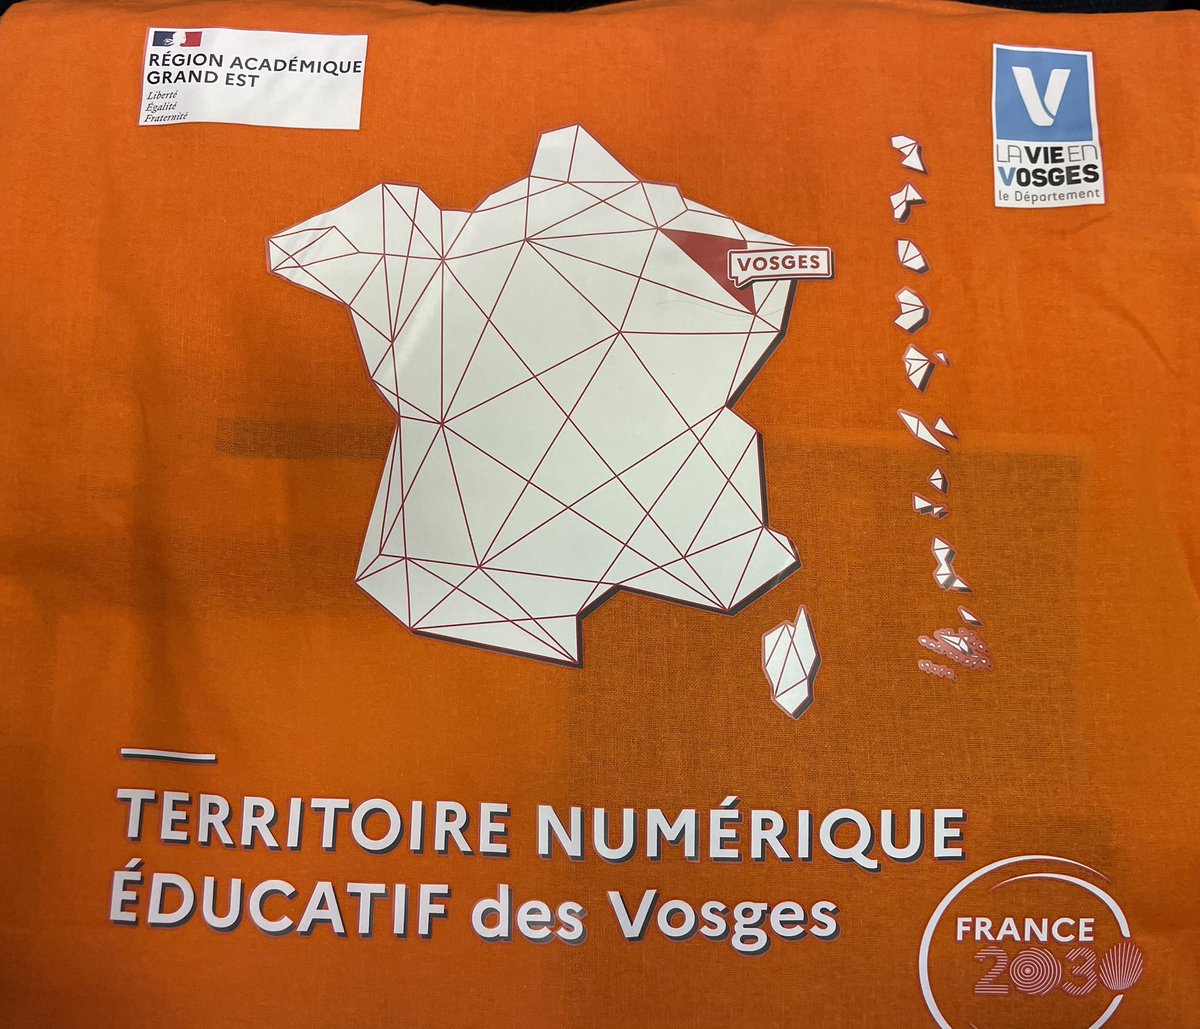 RÉGION ACADÉMIQUE
GRAND EST
Liberté
Égalité
Fraternité
V
LA VIE EN
VOSGES
le Département
VOSGES
TERRITOIRE NUMÉRIQUE
ÉDUCATIF des Vosges
FRANCE
2030